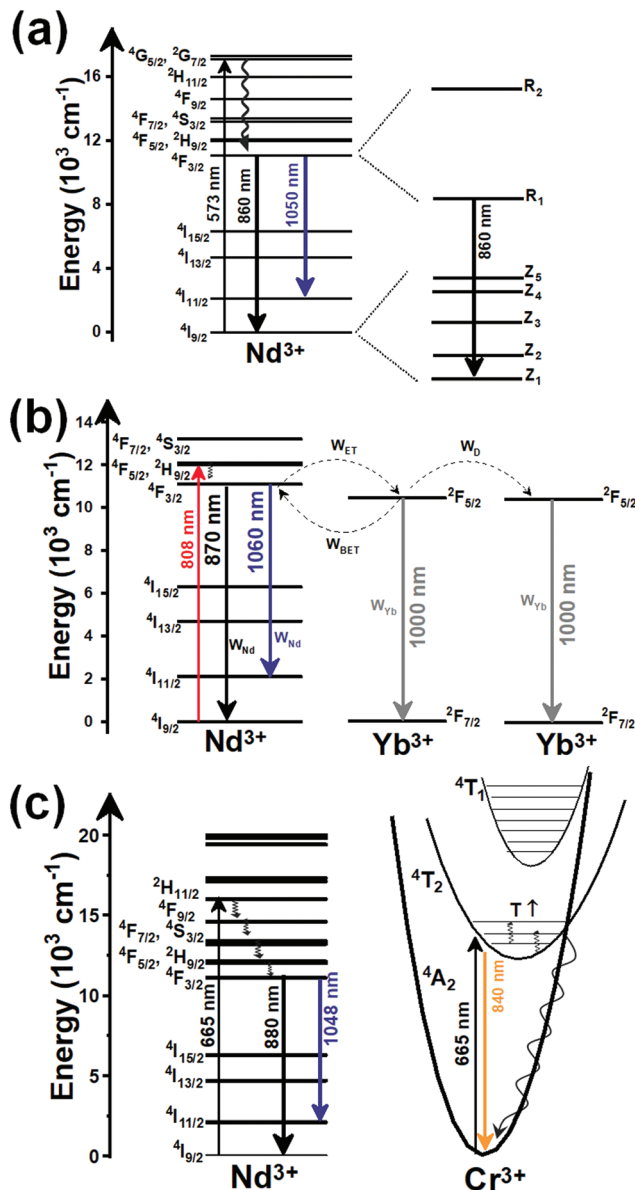 (a)
Energy (10³ cm⁻¹)
16
12
8
4
0
⁴G₅/₂, ²G₇/₂
²H₁₁/₂
⁴F₉/₂
⁴F₇/₂, ⁴S₃/₂
⁴F₅/₂, ²H₉/₂
⁴F₃/₂
⁴I₁₅/₂
⁴I₁₃/₂
⁴I₁₁/₂
⁴I₉/₂
573 nm
860 nm
1050 nm
Nd³⁺
R₂
R₁
860 nm
Z₅
Z₄
Z₃
Z₂
Z₁
(b)
Energy (10³ cm⁻¹)
14
12
10
8
6
4
2
0
⁴F₇/₂, ⁴S₃/₂
⁴F₅/₂, ²H₉/₂
⁴F₃/₂
⁴I₁₅/₂
⁴I₁₃/₂
⁴I₁₁/₂
⁴I₉/₂
808 nm
870 nm
1060 nm
W_Nd
W_Nd
Nd³⁺
W_ET
W_BET
W_D
²F₅/₂
W_Yb
1000 nm
²F₇/₂
Yb³⁺
²F₅/₂
W_Yb
1000 nm
²F₇/₂
Yb³⁺
(c)
Energy (10³ cm⁻¹)
20
15
10
5
0
²H₁₁/₂
⁴F₉/₂
⁴F₇/₂, ⁴S₃/₂
⁴F₅/₂, ²H₉/₂
⁴F₃/₂
⁴I₁₅/₂
⁴I₁₃/₂
⁴I₁₁/₂
⁴I₉/₂
665 nm
880 nm
1048 nm
Nd³⁺
⁴T₁
⁴T₂
T ↑
⁴A₂
665 nm
840 nm
Cr³⁺